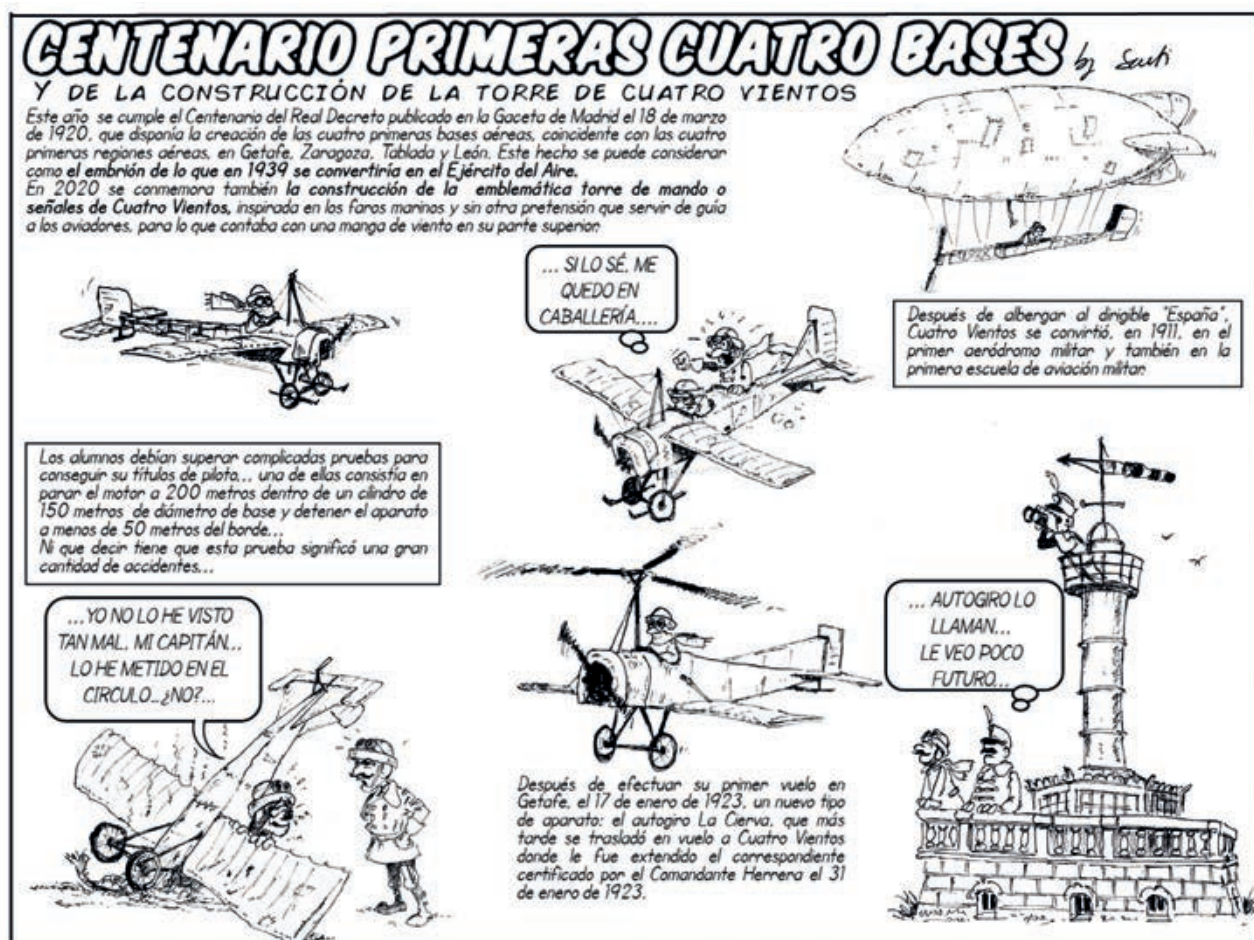 CENTENARIO PRIMERAS CUATRO BASES
by Santi
Y DE LA CONSTRUCCIÓN DE LA TORRE DE CUATRO VIENTOS
Este año se cumple el Centenario del Real Decreto publicado en la Gaceta de Madrid el 18 de marzo
de 1920, que disponía la creación de las cuatro primeras bases aéreas, coincidente con las cuatro
primeras regiones aéreas, en Getafe, Zaragoza, Tablada y León. Este hecho se puede considerar
como el embrión de lo que en 1939 se convertiría en el Ejército del Aire.
En 2020 se conmemora también la construcción de la emblemática torre de mando o
señales de Cuatro Vientos, inspirada en los faros marinos y sin otra pretensión que servir de guía
a los aviadores, para lo que contaba con una manga de viento en su parte superior.
... SI LO SÉ, ME
QUEDO EN
CABALLERÍA....
Después de albergar al dirigible "España",
Cuatro Vientos se convirtió, en 1911, en el
primer aeródromo militar y también en la
primera escuela de aviación militar.
Los alumnos debían superar complicadas pruebas para
conseguir su títulos de piloto... una de ellas consistía en
parar el motor a 200 metros dentro de un cilindro de
150 metros de diámetro de base y detener el aparato
a menos de 50 metros del borde...
Ni que decir tiene que esta prueba significó una gran
cantidad de accidentes...
...YO NO LO HE VISTO
TAN MAL, MI CAPITÁN...
LO HE METIDO EN EL
CIRCULO... ¿NO?...
... AUTOGIRO LO
LLAMAN...
LE VEO POCO
FUTURO...
Después de efectuar su primer vuelo en
Getafe, el 17 de enero de 1923, un nuevo tipo
de aparato: el autogiro La Cierva, que más
tarde se trasladó en vuelo a Cuatro Vientos
donde le fue extendido el correspondiente
certificado por el Comandante Herrera el 31
de enero de 1923.